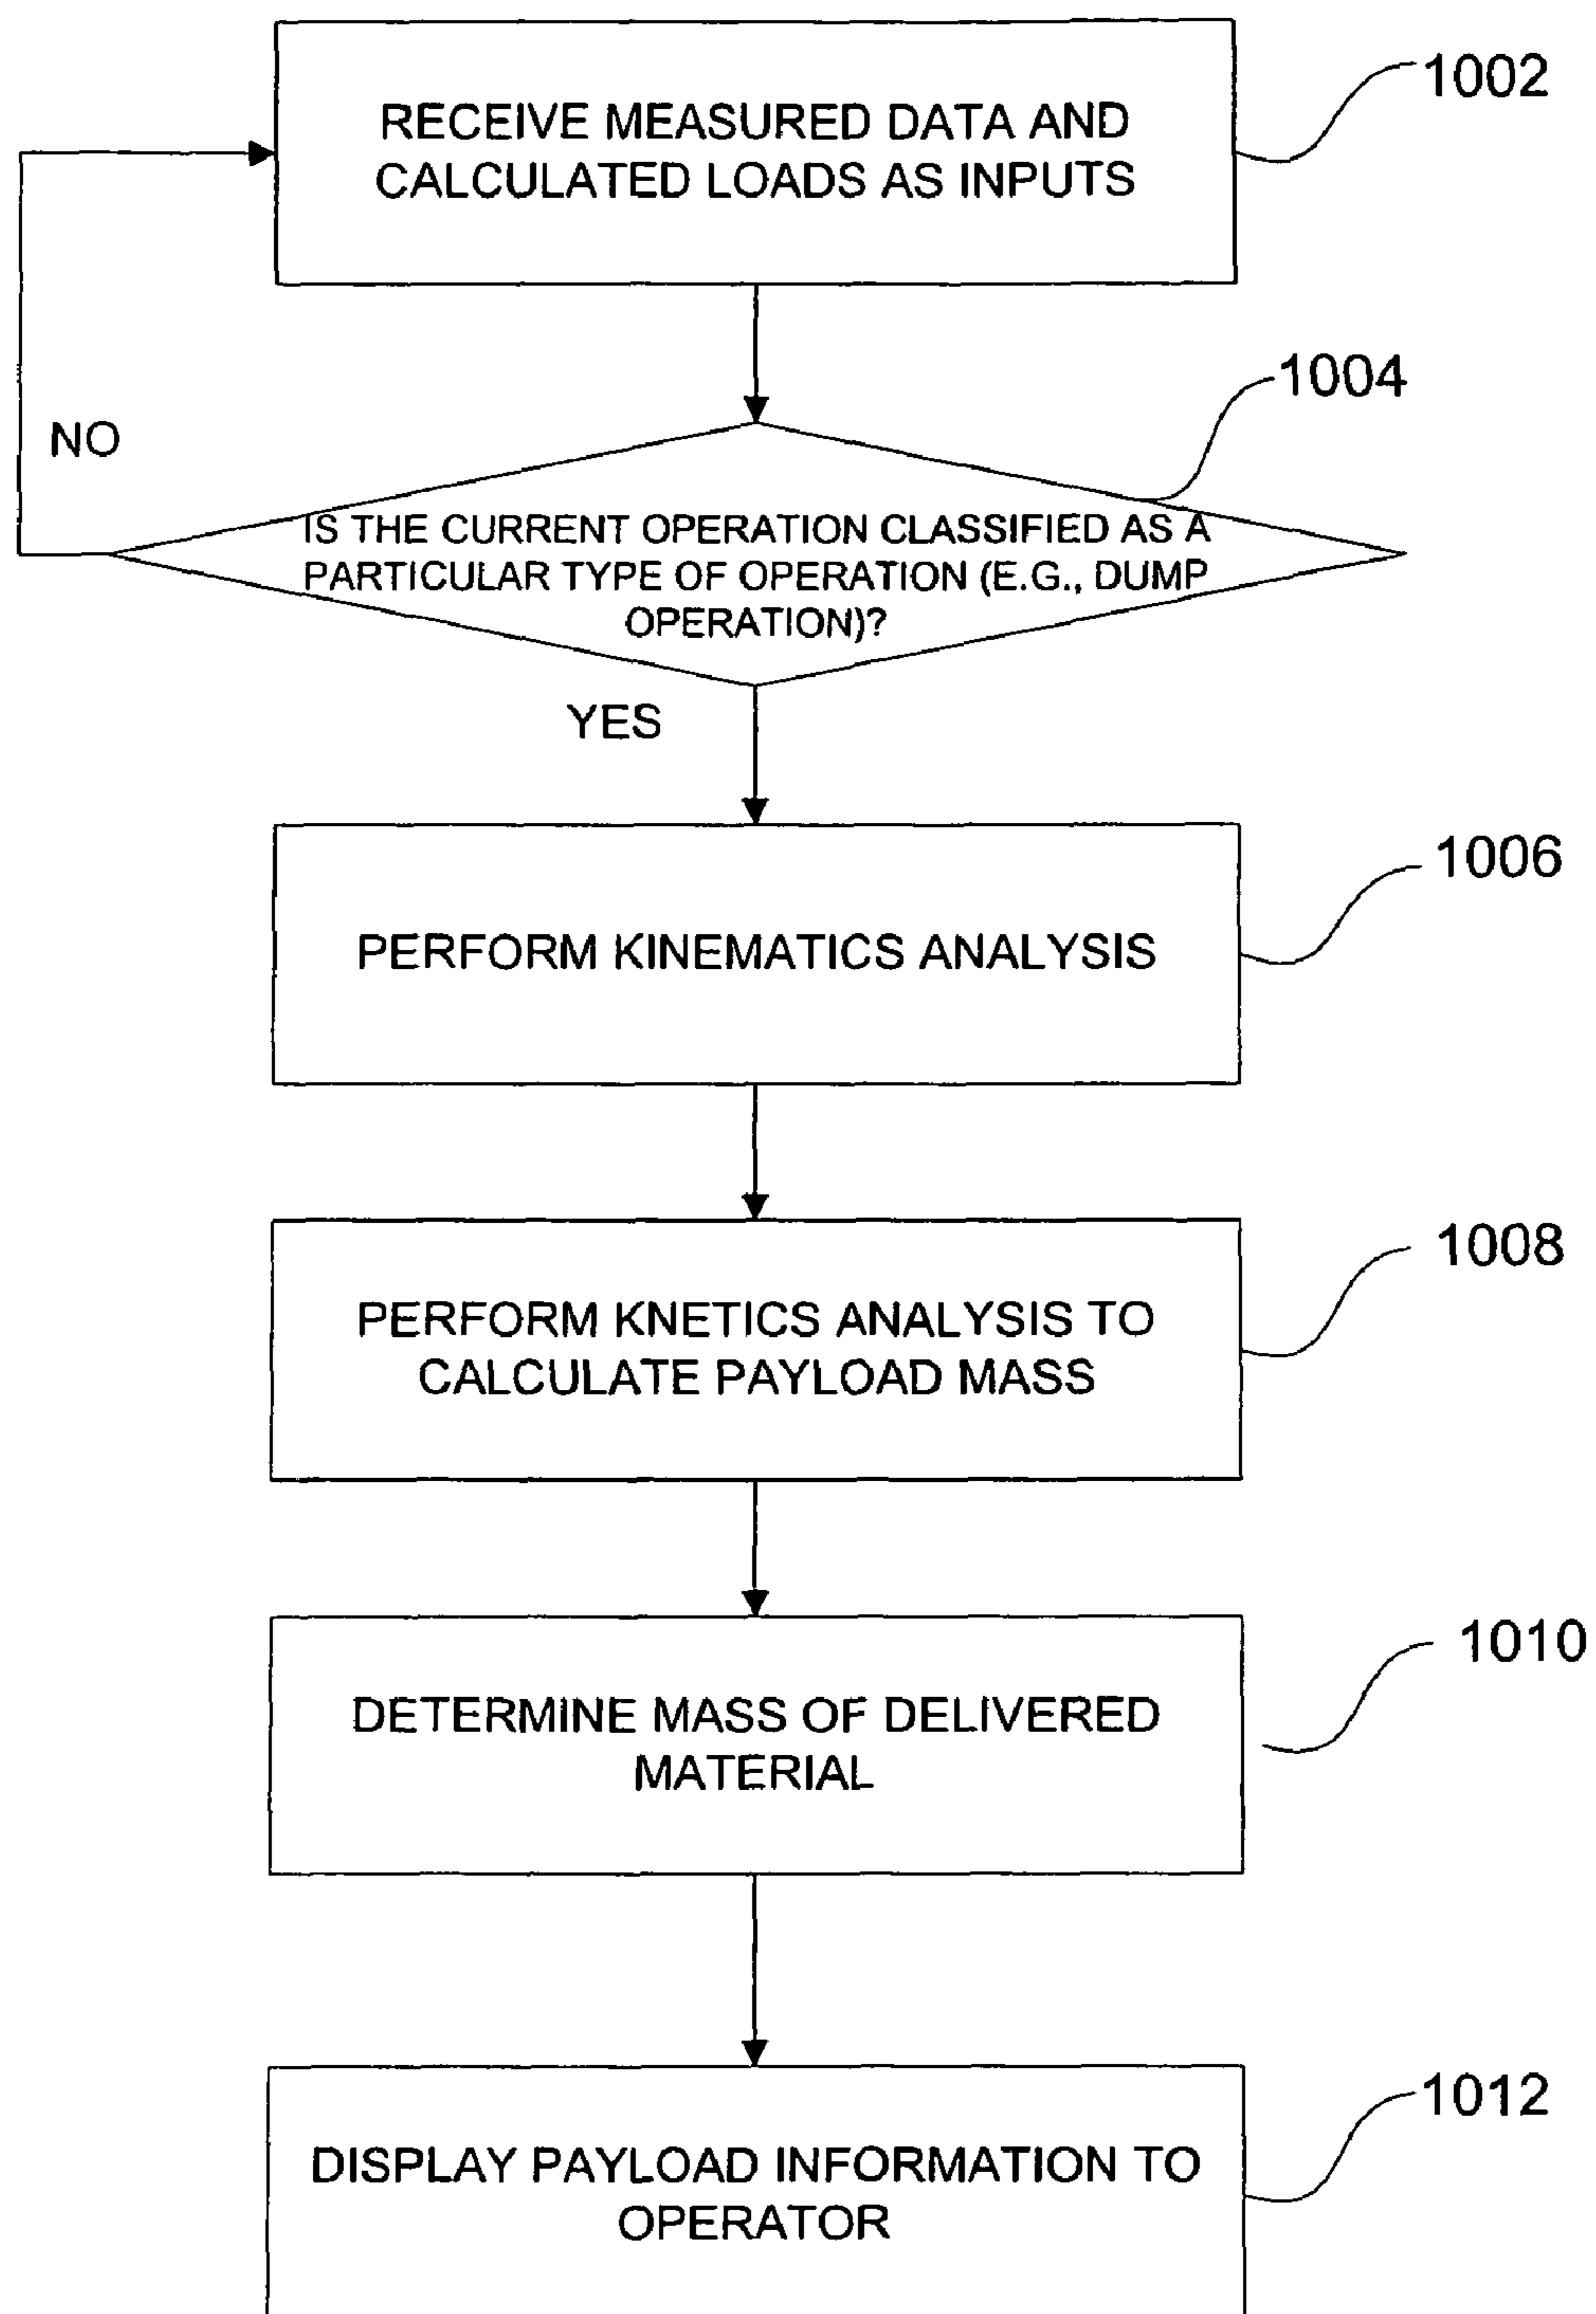 RECEIVE MEASURED DATA AND
CALCULATED LOADS AS INPUTS
1002
1004
NO
IS THE CURRENT OPERATION CLASSIFIED AS A
PARTICULAR TYPE OF OPERATION (E.G., DUMP
OPERATION)?
YES
1006
PERFORM KINEMATICS ANALYSIS
1008
PERFORM KNETICS ANALYSIS TO
CALCULATE PAYLOAD MASS
1010
DETERMINE MASS OF DELIVERED
MATERIAL
1012
DISPLAY PAYLOAD INFORMATION TO
OPERATOR